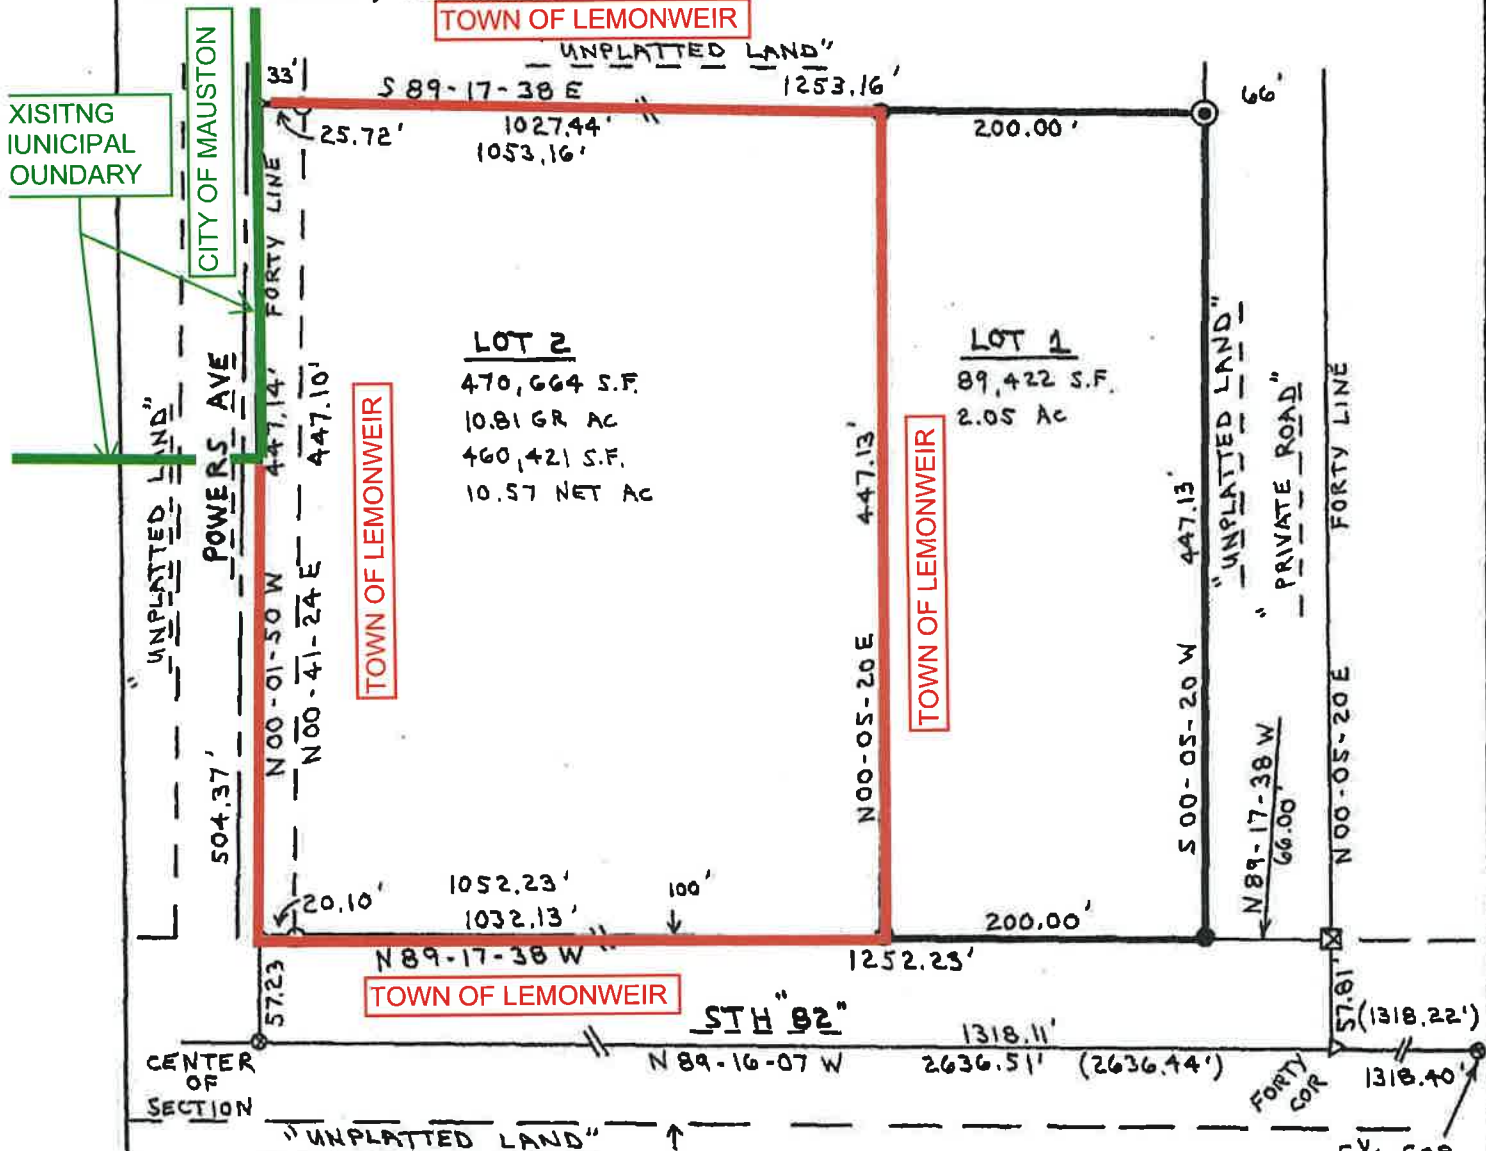 TOWN OF LEMONWEIR
"UNPLATTED LAND"
33'
S 89-17-38 E
1253.16'
66'
25.72'
1027.44'
1053.16'
200.00'
XISITNG
IUNICIPAL
OUNDARY
CITY OF MAUSTON
FORTY LINE
LOT 2
470,664 S.F.
10.81 GR AC
460,421 S.F.
10.57 NET AC
LOT 1
89,422 S.F.
2.05 AC
"UNPLATTED LAND"
POWERS AVE
504.37'
447.14'
N00-01-50 W
447.10'
N00-41-24 E
TOWN OF LEMONWEIR
447.13'
N00-05-20 E
TOWN OF LEMONWEIR
447.13'
S 00-05-20 W
"UNPLATTED LAND"
"PRIVATE ROAD"
N 89-17-38 W
66.00'
FORTY LINE
N00-05-20 E
20.10'
1052.23'
1032.13'
100'
200.00'
N 89-17-38 W
1252.23'
TOWN OF LEMONWEIR
57.23
STH "82"
57.81'
(1318.22')
CENTER
OF
SECTION
N 89-16-07 W
1318.11'
2636.51' (2636.44')
FORTY
COR
1318.40'
"UNPLATTED LAND"